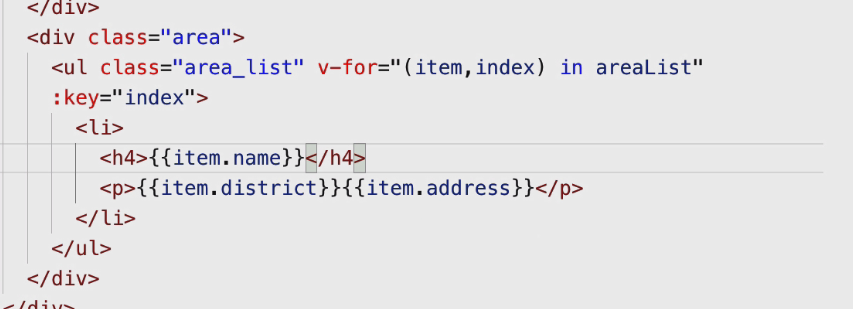 </div>
<div class="area">
<ul class="area_list" v-for="(item,index) in areaList"
:key="index">
<li>
<h4>{{item.name}}</h4>
<p>{{item.district}}{{item.address}}</p>
</li>
</ul>
</div>
</div>